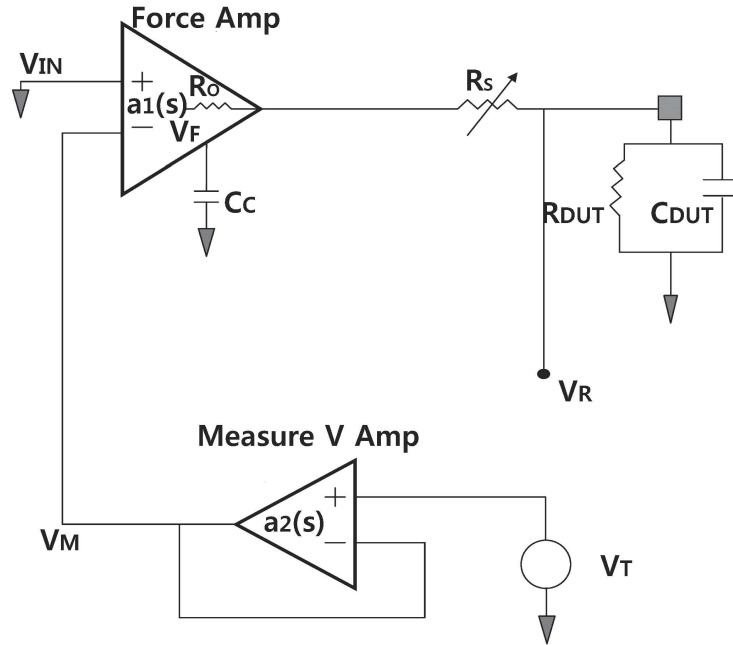 Force Amp
VIN
+
a1(s)
RO
−
VF
CC
RS
RDUT
CDUT
VR
Measure V Amp
+
a2(s)
−
VM
VT